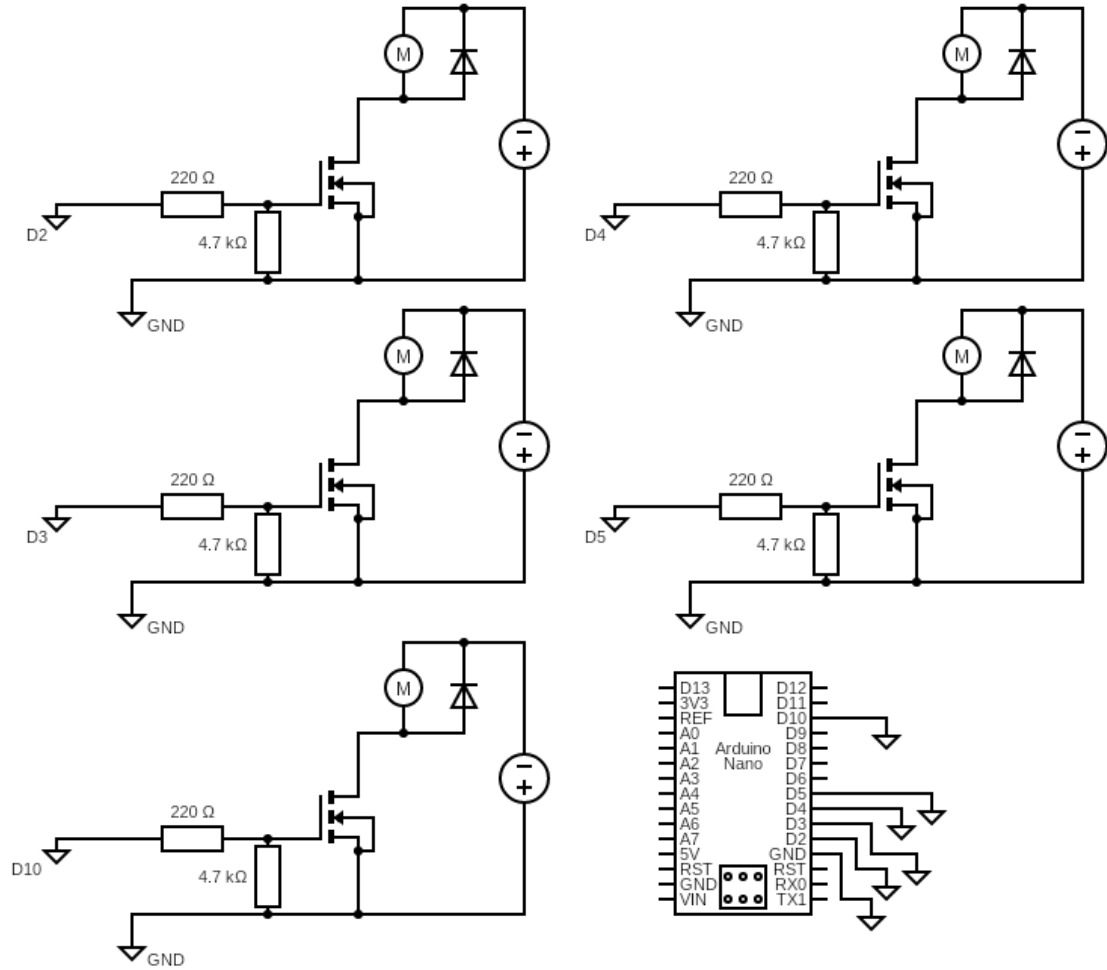 M
−
+
220 Ω
D2
4.7 kΩ
GND
M
−
+
220 Ω
D4
4.7 kΩ
GND
M
−
+
220 Ω
D3
4.7 kΩ
GND
M
−
+
220 Ω
D5
4.7 kΩ
GND
M
−
+
220 Ω
D10
4.7 kΩ
GND
Arduino
Nano
D13
3V3
REF
A0
A1
A2
A3
A4
A5
A6
A7
5V
RST
GND
VIN
D12
D11
D10
D9
D8
D7
D6
D5
D4
D3
D2
GND
RST
RX0
TX1